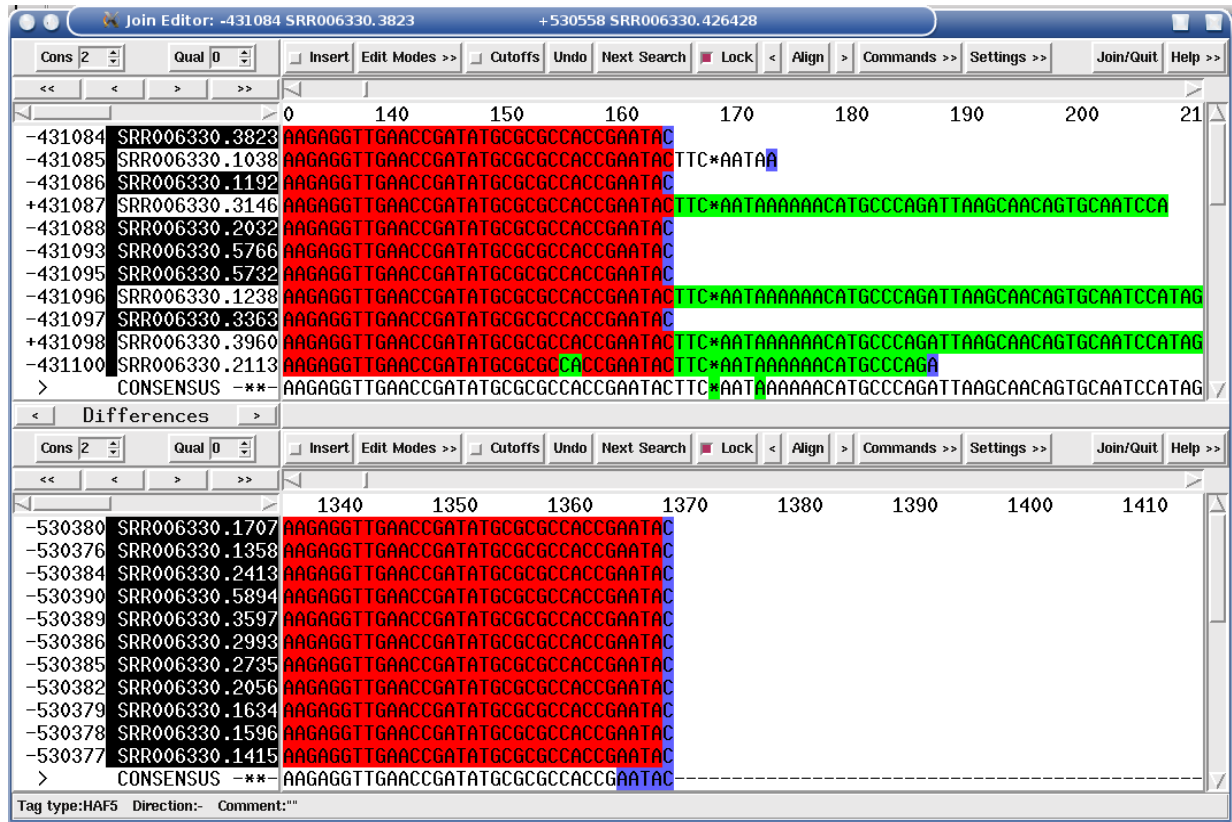 Join Editor: -431084 SRR006330.3823 +530558 SRR006330.426428
Cons 2 Qual 0 Insert Edit Modes >> Cutoffs Undo Next Search Lock < Align > Commands >> Settings >> Join/Quit Help >>
<< < > >>
0 140 150 160 170 180 190 200 21
-431084 SRR006330.3823 AAGAGGTTGAACCGATATGCGCGCCACCGAATAC
-431085 SRR006330.1038 AAGAGGTTGAACCGATATGCGCGCCACCGAATACTTC*AATAA
-431086 SRR006330.1192 AAGAGGTTGAACCGATATGCGCGCCACCGAATAC
+431087 SRR006330.3146 AAGAGGTTGAACCGATATGCGCGCCACCGAATACTTC*AATAAAAAACATGCCCAGATTAAGCAACAGTGCAATCCA
-431088 SRR006330.2032 AAGAGGTTGAACCGATATGCGCGCCACCGAATAC
-431093 SRR006330.5766 AAGAGGTTGAACCGATATGCGCGCCACCGAATAC
-431095 SRR006330.5732 AAGAGGTTGAACCGATATGCGCGCCACCGAATAC
-431096 SRR006330.1238 AAGAGGTTGAACCGATATGCGCGCCACCGAATACTTC*AATAAAAAACATGCCCAGATTAAGCAACAGTGCAATCCATAG
-431097 SRR006330.3363 AAGAGGTTGAACCGATATGCGCGCCACCGAATAC
+431098 SRR006330.3960 AAGAGGTTGAACCGATATGCGCGCCACCGAATACTTC*AATAAAAAACATGCCCAGATTAAGCAACAGTGCAATCCATAG
-431100 SRR006330.2113 AAGAGGTTGAACCGATATGCGCGCCACCGAATACTTC*AATAAAAAACATGCCCAGA
> CONSENSUS -**- AAGAGGTTGAACCGATATGCGCGCCACCGAATACTTC*AATAAAAAACATGCCCAGATTAAGCAACAGTGCAATCCATAG
< Differences >
Cons 2 Qual 0 Insert Edit Modes >> Cutoffs Undo Next Search Lock < Align > Commands >> Settings >> Join/Quit Help >>
<< < > >>
1340 1350 1360 1370 1380 1390 1400 1410
-530380 SRR006330.1707 AAGAGGTTGAACCGATATGCGCGCCACCGAATAC
-530376 SRR006330.1358 AAGAGGTTGAACCGATATGCGCGCCACCGAATAC
-530384 SRR006330.2413 AAGAGGTTGAACCGATATGCGCGCCACCGAATAC
-530390 SRR006330.5894 AAGAGGTTGAACCGATATGCGCGCCACCGAATAC
-530389 SRR006330.3597 AAGAGGTTGAACCGATATGCGCGCCACCGAATAC
-530386 SRR006330.2993 AAGAGGTTGAACCGATATGCGCGCCACCGAATAC
-530385 SRR006330.2735 AAGAGGTTGAACCGATATGCGCGCCACCGAATAC
-530382 SRR006330.2056 AAGAGGTTGAACCGATATGCGCGCCACCGAATAC
-530379 SRR006330.1634 AAGAGGTTGAACCGATATGCGCGCCACCGAATAC
-530378 SRR006330.1596 AAGAGGTTGAACCGATATGCGCGCCACCGAATAC
-530377 SRR006330.1415 AAGAGGTTGAACCGATATGCGCGCCACCGAATAC
> CONSENSUS -**- AAGAGGTTGAACCGATATGCGCGCCACCGAATAC----------------------------------------------
Tag type:HAF5 Direction:- Comment:""